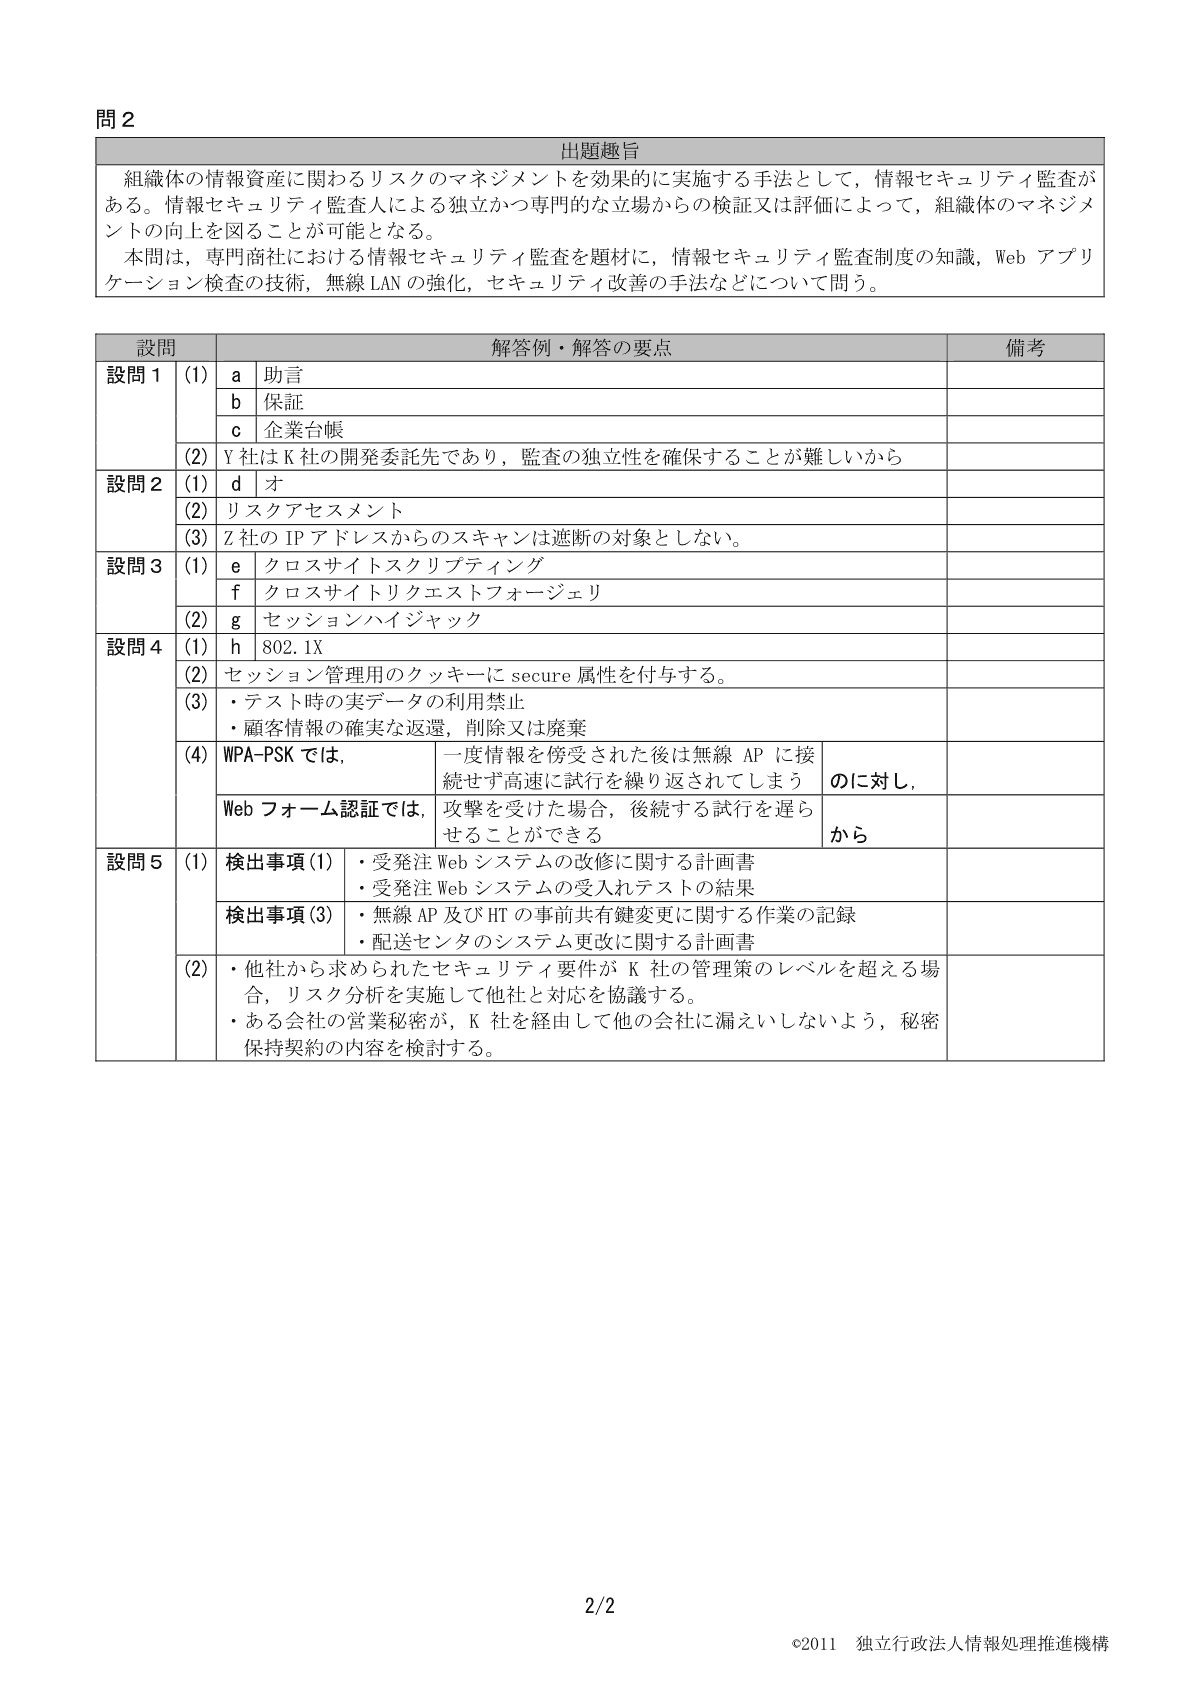 問２
出題趣旨
組織体の情報資産に関わるリスクのマネジメントを効果的に実施する手法として，情報セキュリティ監査が
ある。情報セキュリティ監査人による独立かつ専門的な立場からの検証又は評価によって，組織体のマネジメ
ントの向上を図ることが可能となる。
本問は，専門商社における情報セキュリティ監査を題材に，情報セキュリティ監査制度の知識，Web アプリ
ケーション検査の技術，無線 LAN の強化，セキュリティ改善の手法などについて問う。
設問 解答例・解答の要点 備考
設問１ (1) a 助言
b 保証
c 企業台帳
(2) Y 社は K 社の開発委託先であり，監査の独立性を確保することが難しいから
設問２ (1) d オ
(2) リスクアセスメント
(3) Z 社の IP アドレスからのスキャンは遮断の対象としない。
設問３ (1) e クロスサイトスクリプティング
f クロスサイトリクエストフォージェリ
(2) g セッションハイジャック
設問４ (1) h 802.1X
(2) セッション管理用のクッキーに secure 属性を付与する。
(3) ・テスト時の実データの利用禁止
・顧客情報の確実な返還，削除又は廃棄
(4) WPA-PSK では， 一度情報を傍受された後は無線 AP に接
続せず高速に試行を繰り返されてしまう のに対し，
Web フォーム認証では， 攻撃を受けた場合，後続する試行を遅ら
せることができる から
設問５ (1) 検出事項(1) ・受発注 Web システムの改修に関する計画書
・受発注 Web システムの受入れテストの結果
検出事項(3) ・無線 AP 及び HT の事前共有鍵変更に関する作業の記録
・配送センタのシステム更改に関する計画書
(2) ・他社から求められたセキュリティ要件が K 社の管理策のレベルを超える場
合，リスク分析を実施して他社と対応を協議する。
・ある会社の営業秘密が，K 社を経由して他の会社に漏えいしないよう，秘密
保持契約の内容を検討する。
2/2
©2011 独立行政法人情報処理推進機構